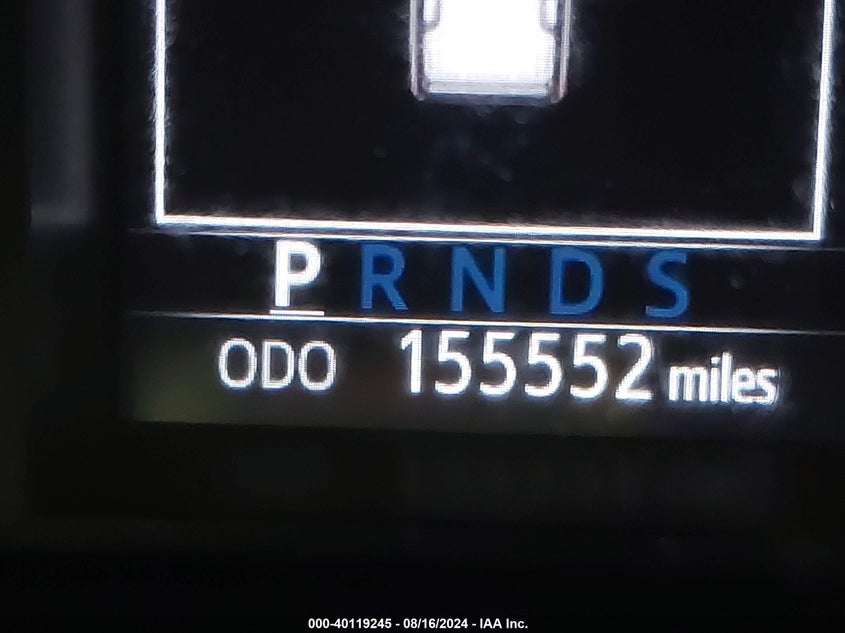 P R N D S
ODO 155552 miles
000-40119245 - 08/16/2024 - IAA Inc.